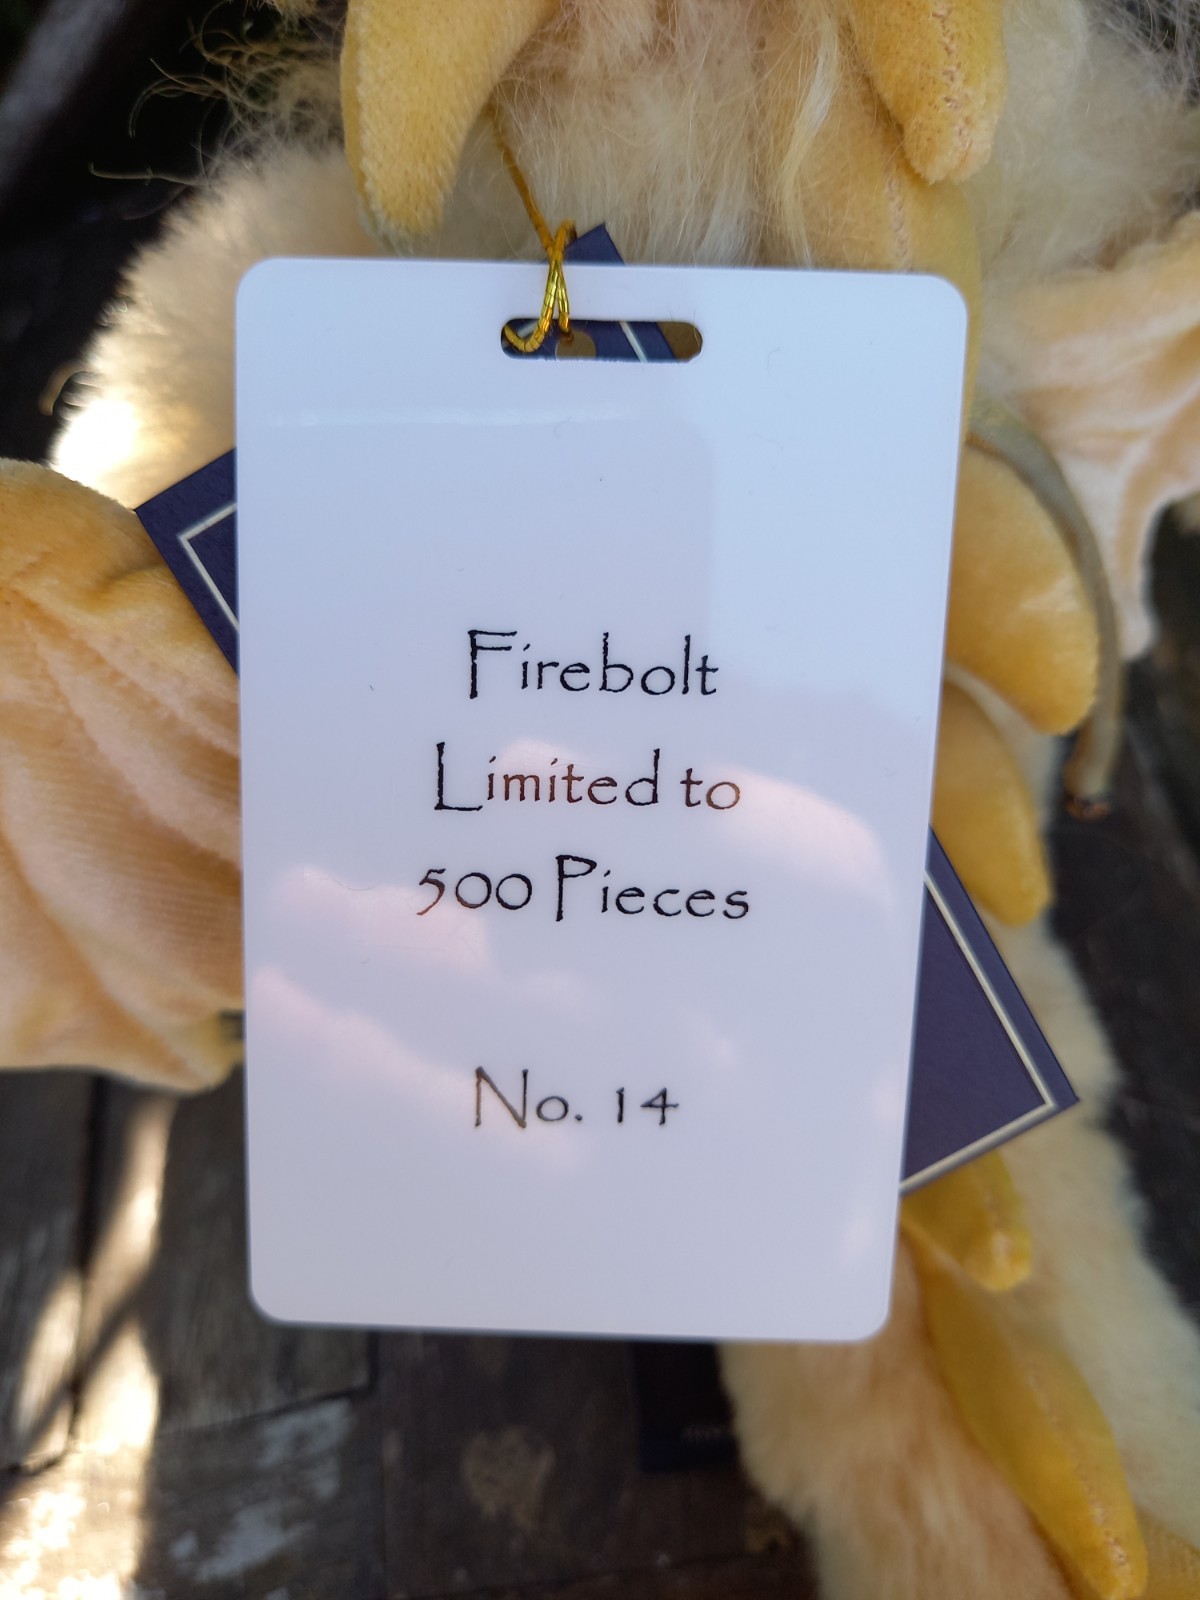 Firebolt
Limited to
500 Pieces
No. 14